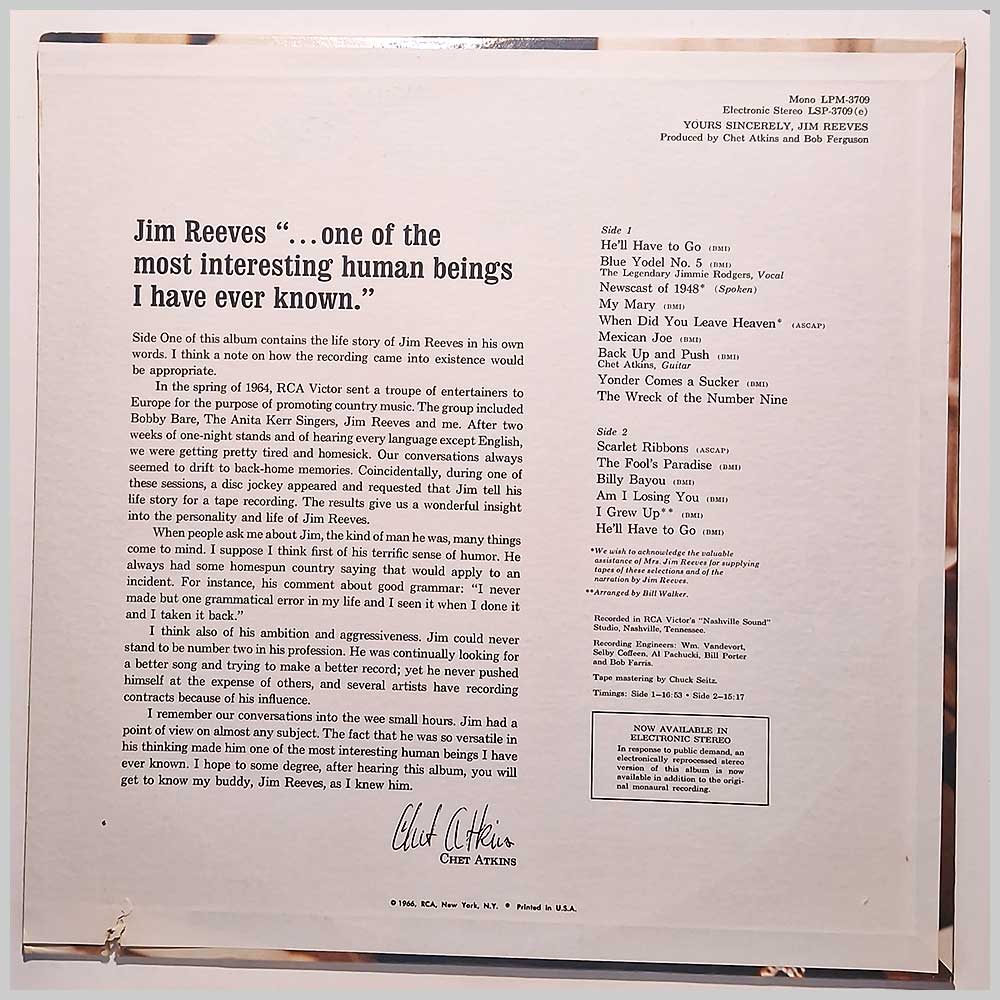 Mono LPM-3709
Electronic Stereo LSP-3709(e)
YOURS SINCERELY, JIM REEVES
Produced by Chet Atkins and Bob Ferguson
Jim Reeves “...one of the
most interesting human beings
I have ever known.”
Side One of this album contains the life story of Jim Reeves in his own
words. I think a note on how the recording came into existence would
be appropriate.
In the spring of 1964, RCA Victor sent a troupe of entertainers to
Europe for the purpose of promoting country music. The group included
Bobby Bare, The Anita Kerr Singers, Jim Reeves and me. After two
weeks of one-night stands and of hearing every language except English,
we were getting pretty tired and homesick. Our conversations always
seemed to drift to back-home memories. Coincidentally, during one of
these sessions, a disc jockey appeared and requested that Jim tell his
life story for a tape recording. The results give us a wonderful insight
into the personality and life of Jim Reeves.
When people ask me about Jim, the kind of man he was, many things
come to mind. I suppose I think first of his terrific sense of humor. He
always had some homespun country saying that would apply to an
incident. For instance, his comment about good grammar: “I never
made but one grammatical error in my life and I seen it when I done it
and I taken it back.”
I think also of his ambition and aggressiveness. Jim could never
stand to be number two in his profession. He was continually looking for
a better song and trying to make a better record; yet he never pushed
himself at the expense of others, and several artists have recording
contracts because of his influence.
I remember our conversations into the wee small hours. Jim had a
point of view on almost any subject. The fact that he was so versatile in
his thinking made him one of the most interesting human beings I have
ever known. I hope to some degree, after hearing this album, you will
get to know my buddy, Jim Reeves, as I knew him.
Chet Atkins
CHET ATKINS
Side 1
He'll Have to Go (BMI)
Blue Yodel No. 5 (BMI)
The Legendary Jimmie Rodgers, Vocal
Newscast of 1948* (Spoken)
My Mary (BMI)
When Did You Leave Heaven* (ASCAP)
Mexican Joe (BMI)
Back Up and Push (BMI)
Chet Atkins, Guitar
Yonder Comes a Sucker (BMI)
The Wreck of the Number Nine
Side 2
Scarlet Ribbons (ASCAP)
The Fool's Paradise (BMI)
Billy Bayou (BMI)
Am I Losing You (BMI)
I Grew Up** (BMI)
He'll Have to Go (BMI)
*We wish to acknowledge the valuable
assistance of Mrs. Jim Reeves for supplying
tapes of these selections and of the
narration by Jim Reeves.
**Arranged by Bill Walker.
Recorded in RCA Victor's "Nashville Sound"
Studio, Nashville, Tennessee.
Recording Engineers: Wm. Vandevort,
Selby Coffeen, Al Pachucki, Bill Porter
and Bob Farris.
Tape mastering by Chuck Seitz.
Timings: Side 1–16:53 • Side 2–15:17
NOW AVAILABLE IN
ELECTRONIC STEREO
In response to public demand, an
electronically reprocessed stereo
version of this album is now
available in addition to the origi-
nal monaural recording.
© 1966, RCA, New York, N.Y. • Printed in U.S.A.